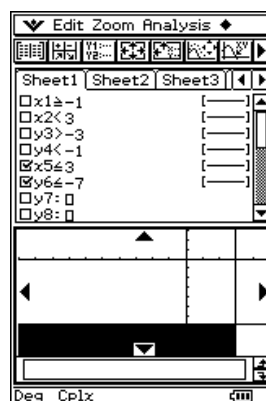 Edit Zoom Analysis
Sheet1 Sheet2 Sheet3
x1≥-1
x2<3
y3>-3
y4<-1
x5≤3
y6≤-7
y7:
y8:
Deg Cplx